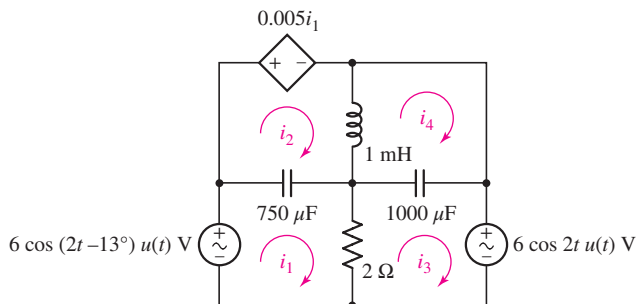 0.005i₁
+ −
i₂
i₄
1 mH
750 μF
1000 μF
6 cos (2t –13°) u(t) V
+
−
i₁
2 Ω
i₃
+
−
6 cos 2t u(t) V